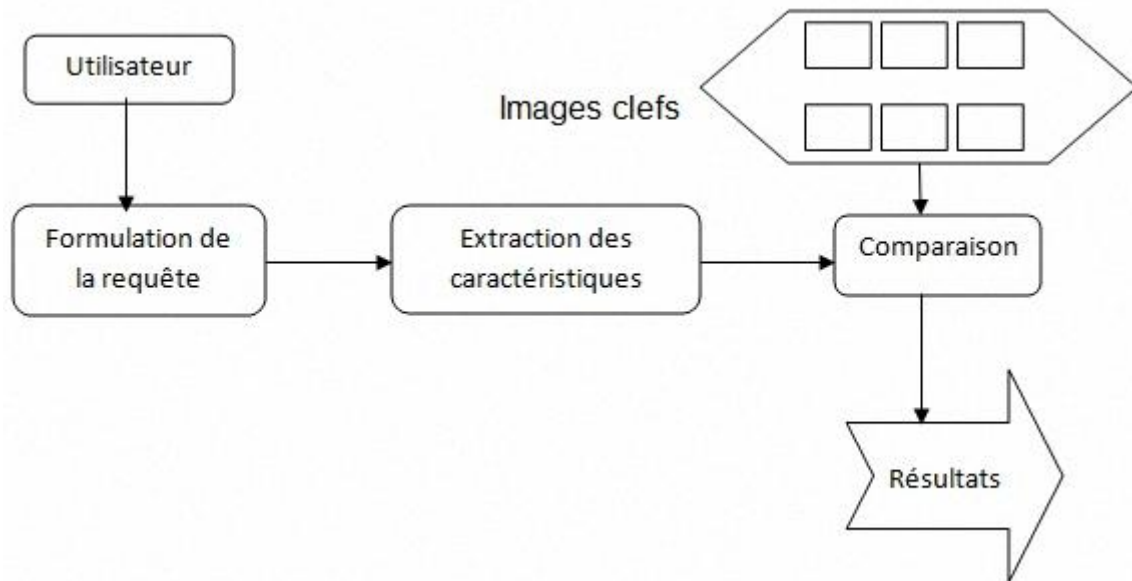 Utilisateur
Images clefs
Formulation de
la requête
Extraction des
caractéristiques
Comparaison
Résultats